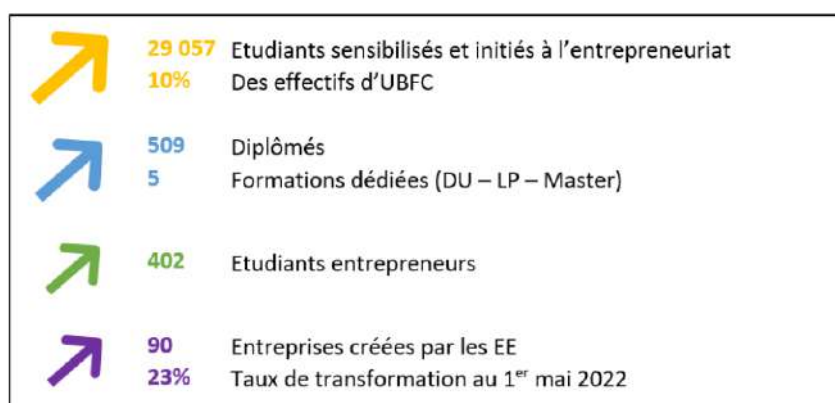 29 057 Etudiants sensibilisés et initiés à l'entrepreneuriat
10% Des effectifs d'UBFC
509 Diplômés
5 Formations dédiées (DU – LP – Master)
402 Etudiants entrepreneurs
90 Entreprises créées par les EE
23% Taux de transformation au 1er mai 2022